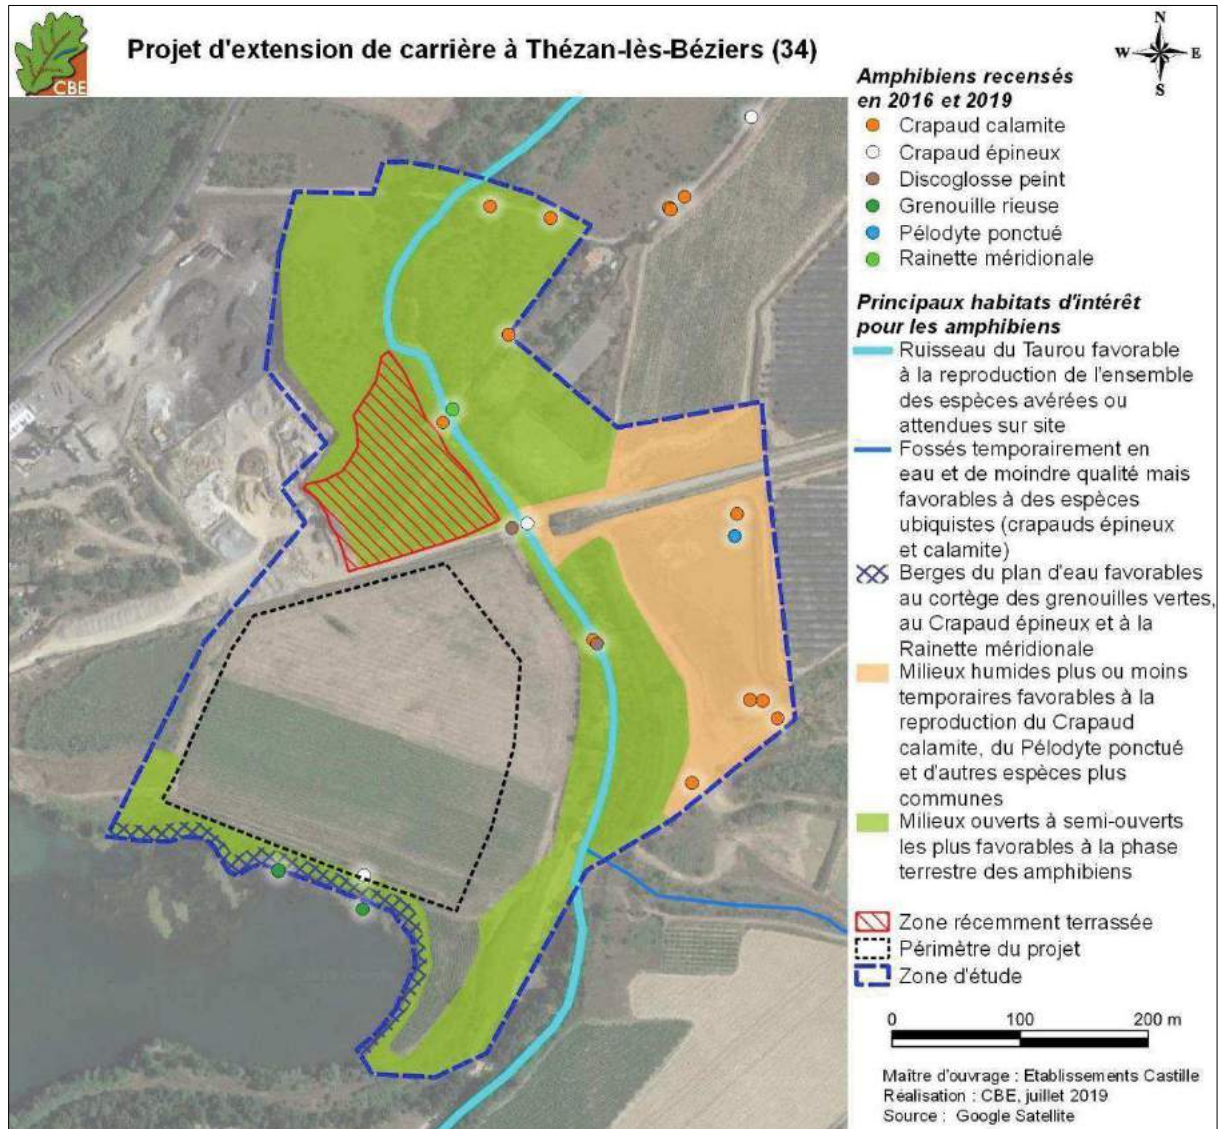 CBE
Projet d'extension de carrière à Thézan-lès-Béziers (34)
N
W
E
S
Amphibiens recensés
en 2016 et 2019
Crapaud calamite
Crapaud épineux
Discoglosse peint
Grenouille rieuse
Pélodyte ponctué
Rainette méridionale
Principaux habitats d'intérêt
pour les amphibiens
Ruisseau du Taurou favorable
à la reproduction de l'ensemble
des espèces avérées ou
attendues sur site
Fossés temporairement en
eau et de moindre qualité mais
favorables à des espèces
ubiquistes (crapauds épineux
et calamite)
Berges du plan d'eau favorables
au cortège des grenouilles vertes,
au Crapaud épineux et à la
Rainette méridionale
Milieux humides plus ou moins
temporaires favorables à la
reproduction du Crapaud
calamite, du Pélodyte ponctué
et d'autres espèces plus
communes
Milieux ouverts à semi-ouverts
les plus favorables à la phase
terrestre des amphibiens
Zone récemment terrassée
Périmètre du projet
Zone d'étude
0 100 200 m
Maître d'ouvrage : Etablissements Castille
Réalisation : CBE, juillet 2019
Source : Google Satellite